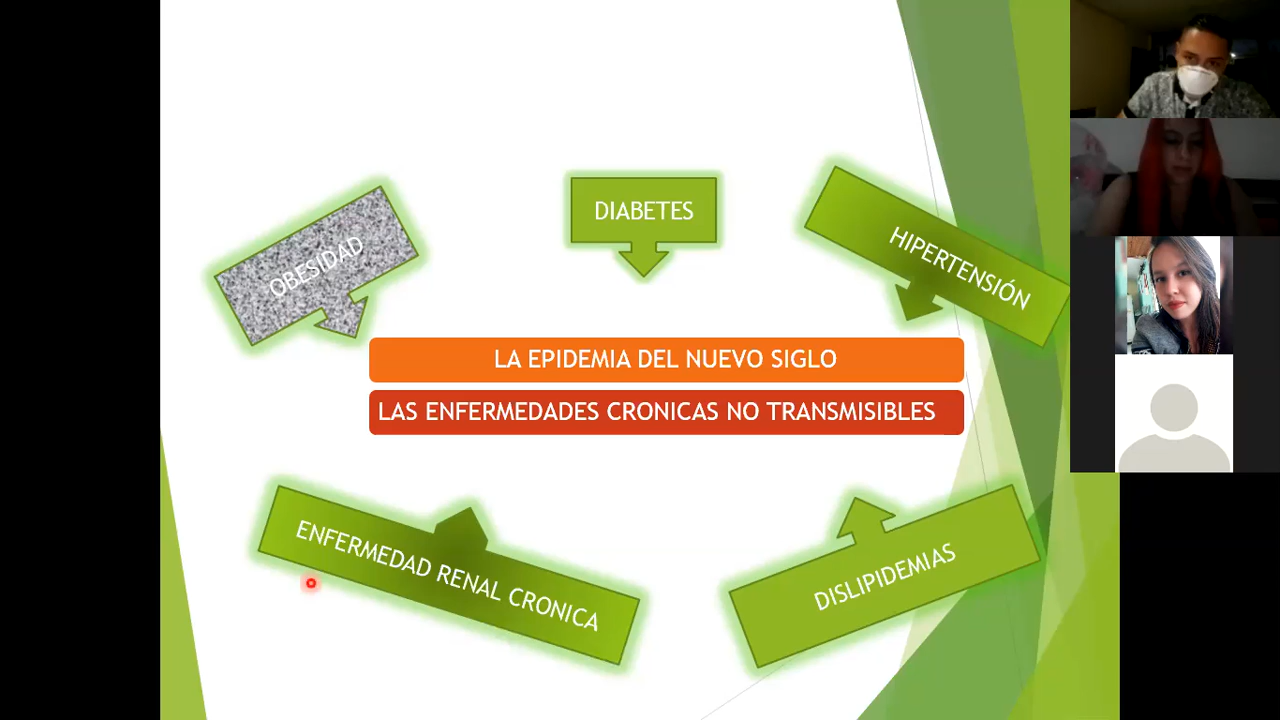 OBESIDAD
DIABETES
HIPERTENSIÓN
LA EPIDEMIA DEL NUEVO SIGLO
LAS ENFERMEDADES CRONICAS NO TRANSMISIBLES
ENFERMEDAD RENAL CRONICA
DISLIPIDEMIAS